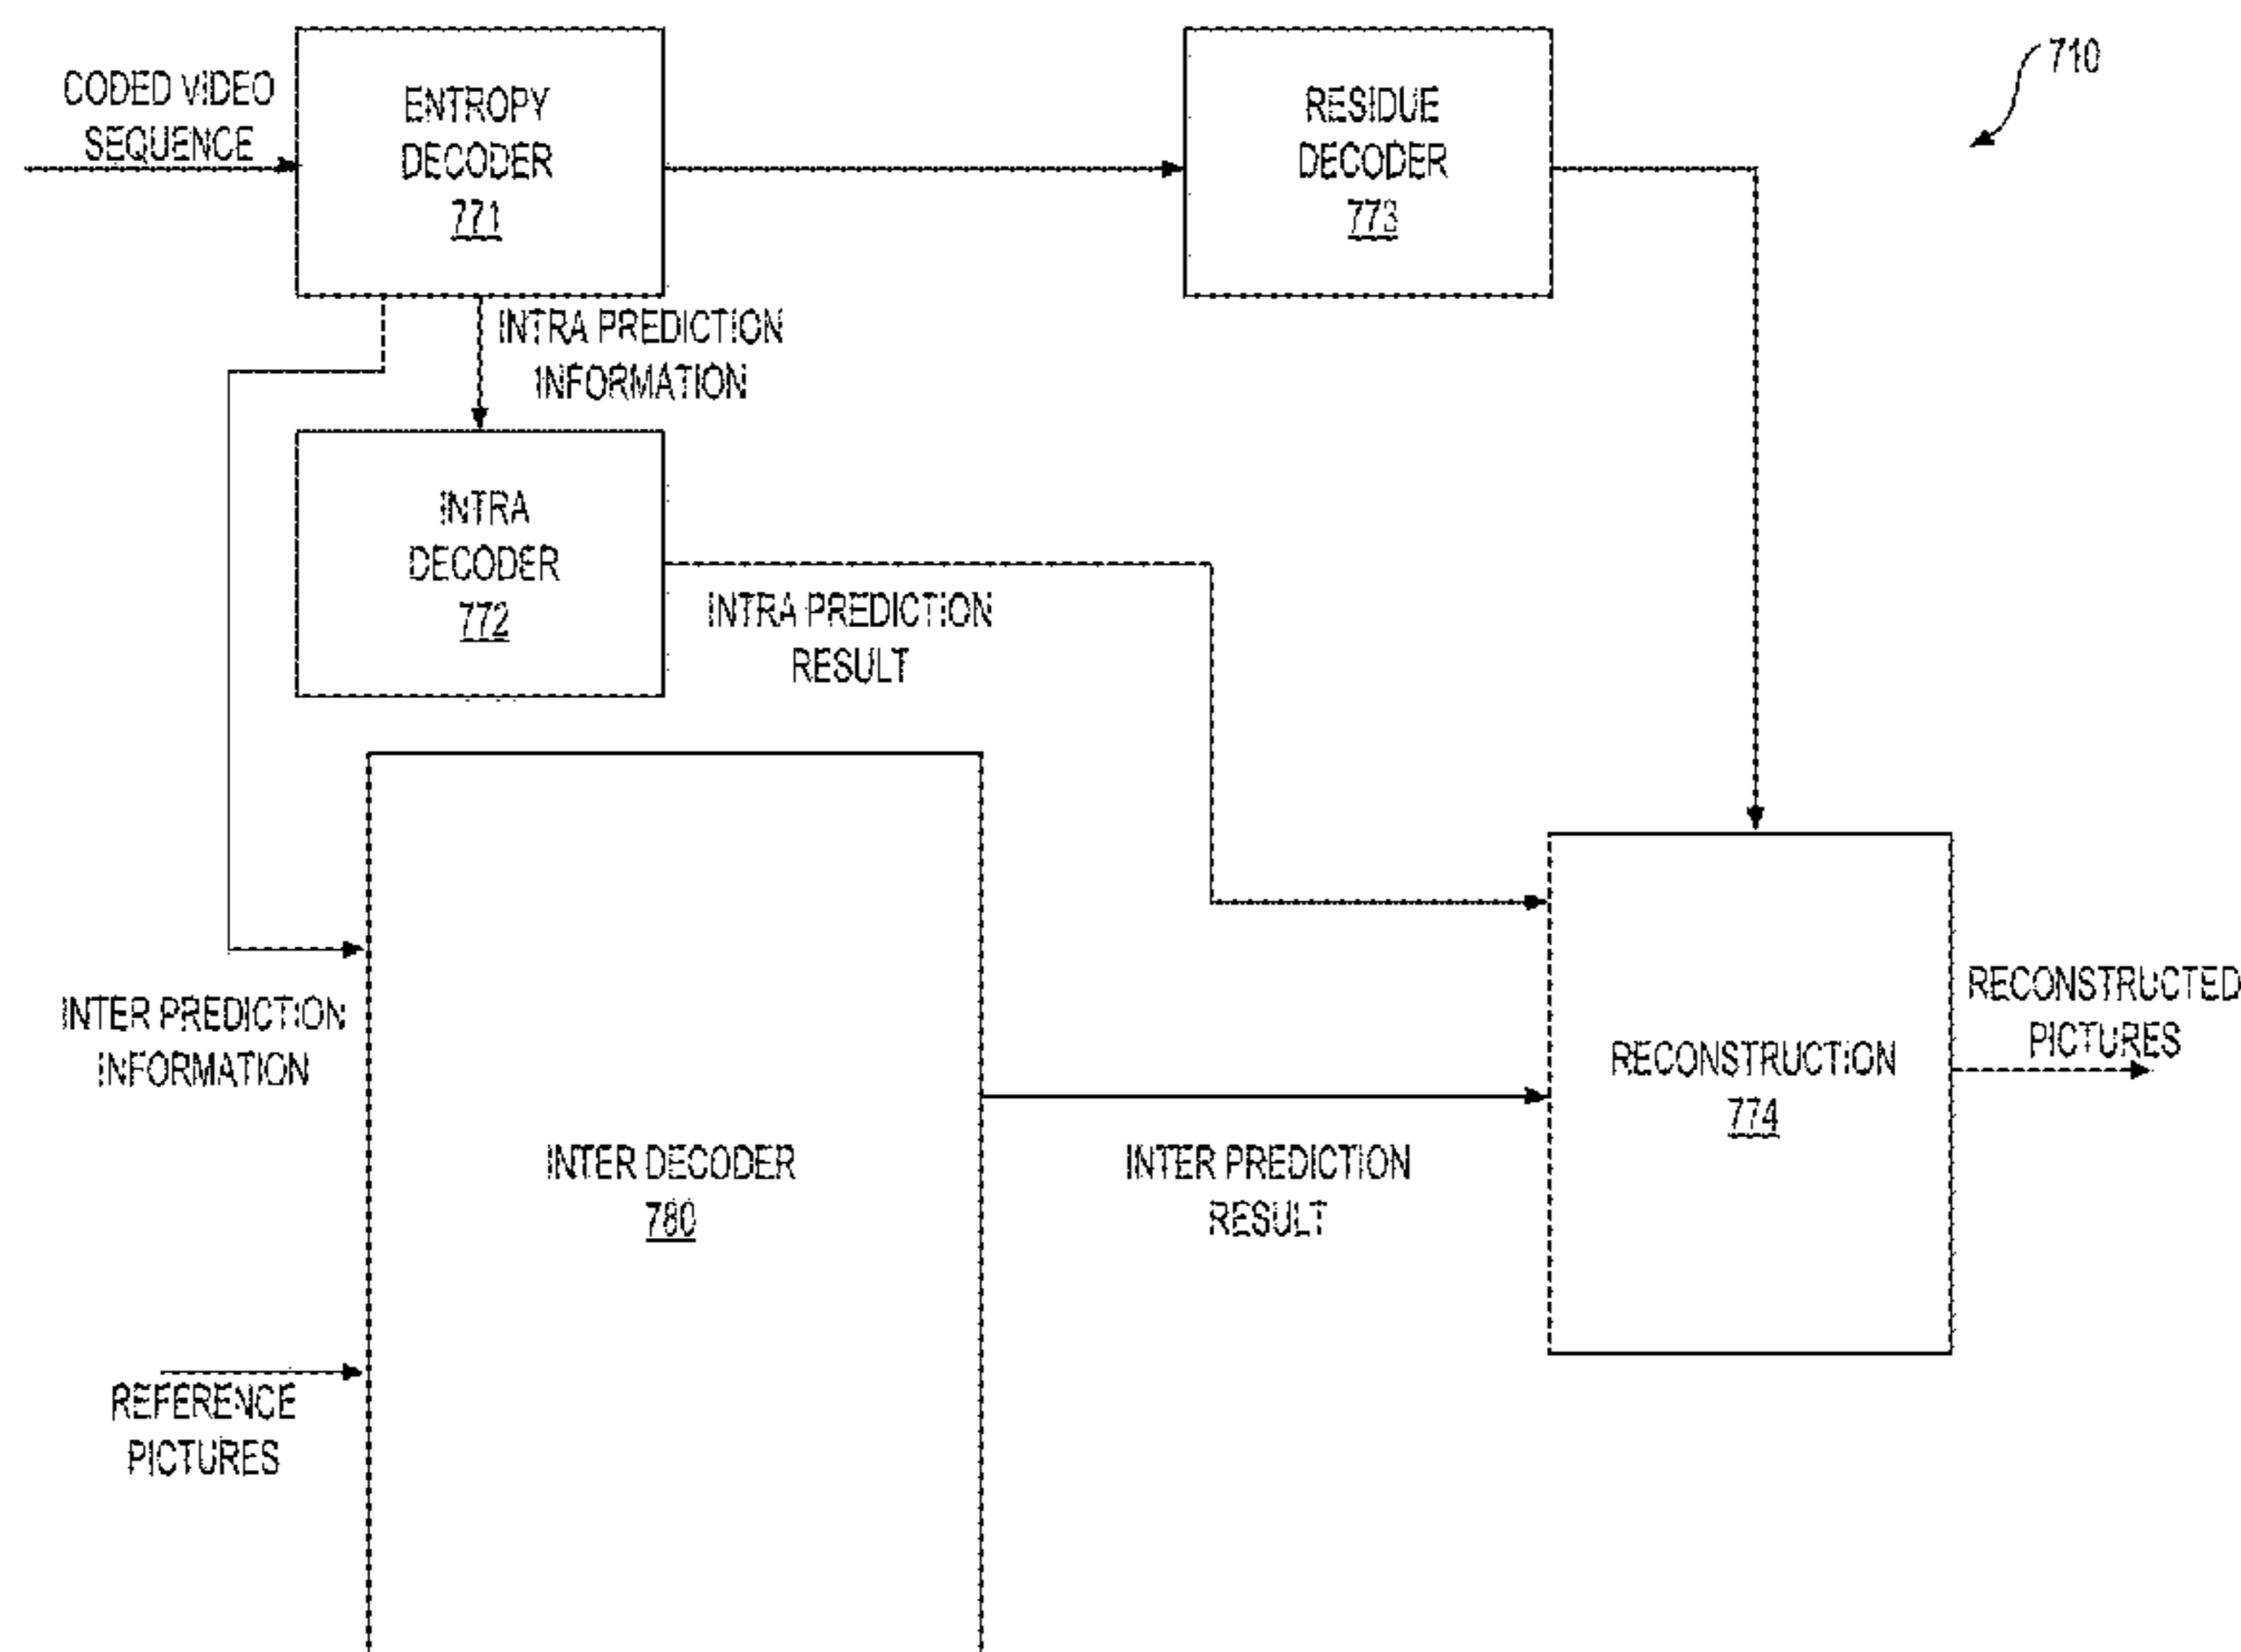 710
CODED VIDEO
SEQUENCE
ENTROPY
DECODER
771
RESIDUE
DECODER
773
INTRA PREDICTION
INFORMATION
INTRA
DECODER
772
INTRA PREDICTION
RESULT
INTER PREDICTION
INFORMATION
INTER DECODER
780
REFERENCE
PICTURES
INTER PREDICTION
RESULT
RECONSTRUCTION
774
RECONSTRUCTED
PICTURES